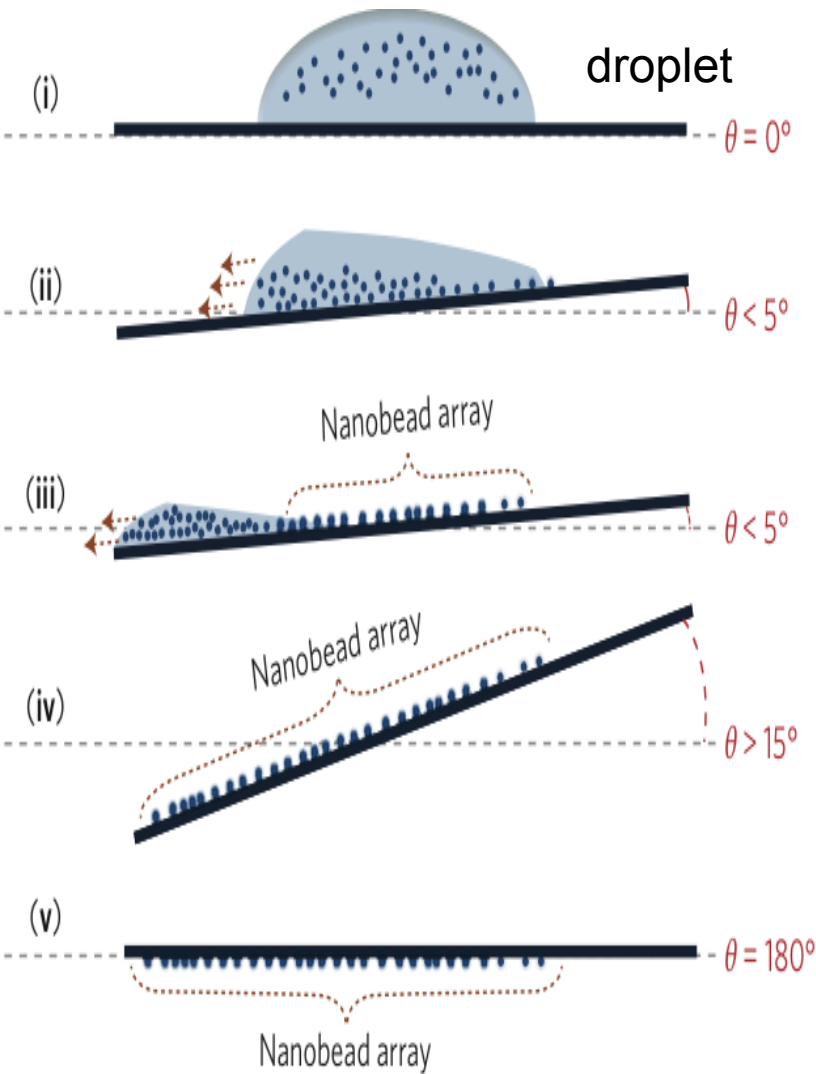 droplet
(i)
θ = 0°
(ii)
θ < 5°
Nanobead array
(iii)
θ < 5°
Nanobead array
(iv)
θ > 15°
(v)
θ = 180°
Nanobead array